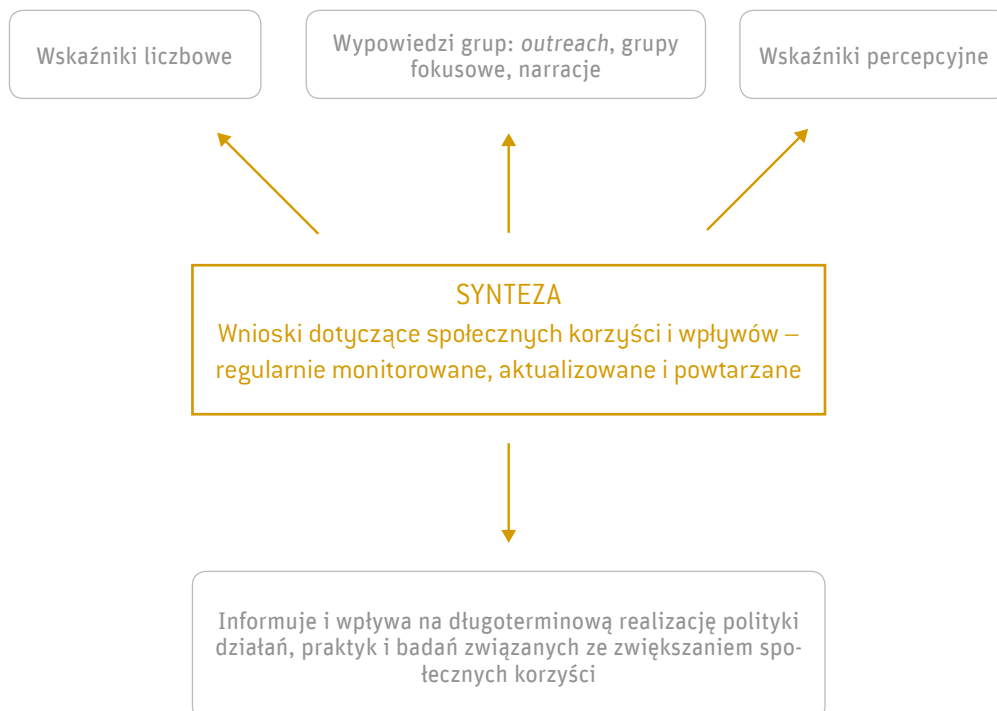 Wskaźniki liczbowe
Wypowiedzi grup: outreach, grupy
fokusowe, narracje
Wskaźniki percepcyjne
SYNTEZA
Wnioski dotyczące społecznych korzyści i wpływów –
regularnie monitorowane, aktualizowane i powtarzane
Informuje i wpływa na długoterminową realizację polityki
działań, praktyk i badań związanych ze zwiększaniem spo-
łecznych korzyści